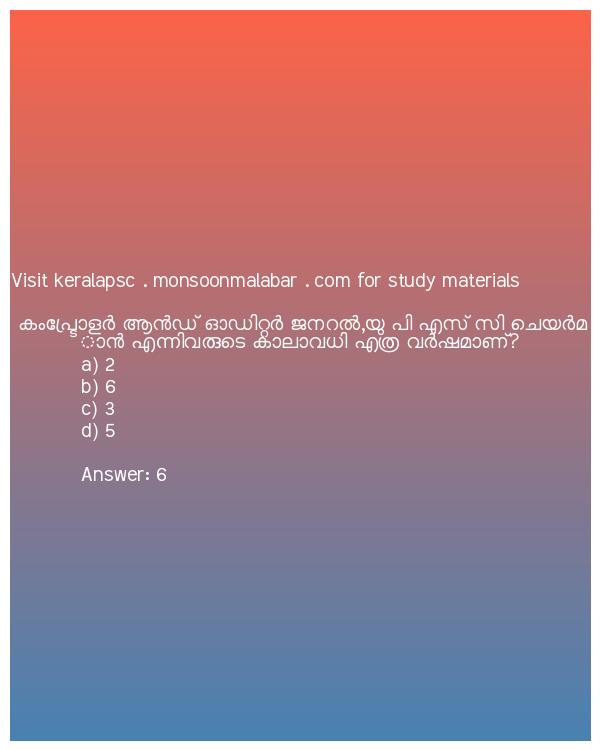 Visit keralapsc . monsoonmalabar . com for study materials
കംപ്ട്രോളർ ആൻഡ് ഓഡിറ്റർ ജനറൽ,യു പി എസ് സി ചെയർമ
ാൻ എന്നിവരുടെ കാലാവധി എത്ര വർഷമാണ്?
a) 2
b) 6
c) 3
d) 5
Answer: 6